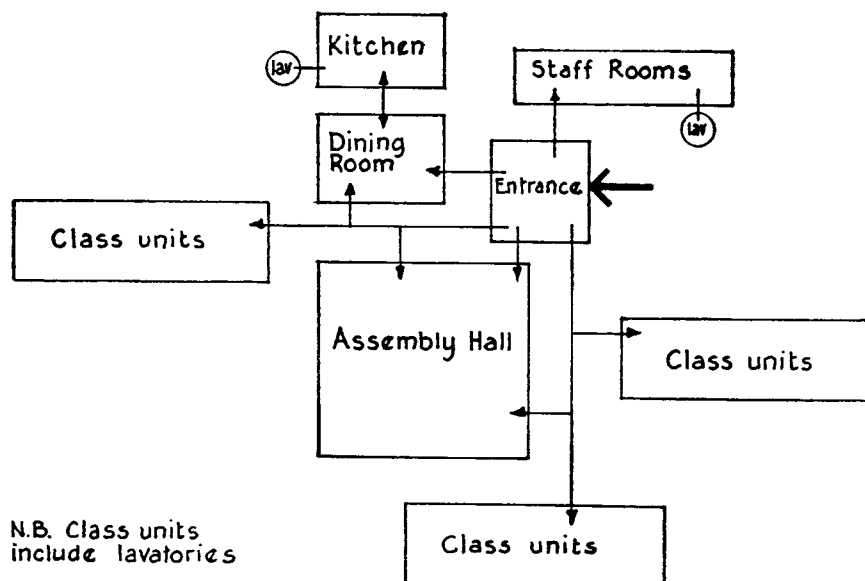 Kitchen
lav
Staff Rooms
lav
Dining
Room
Entrance
Class units
Assembly Hall
Class units
N.B. Class units
include lavatories
Class units